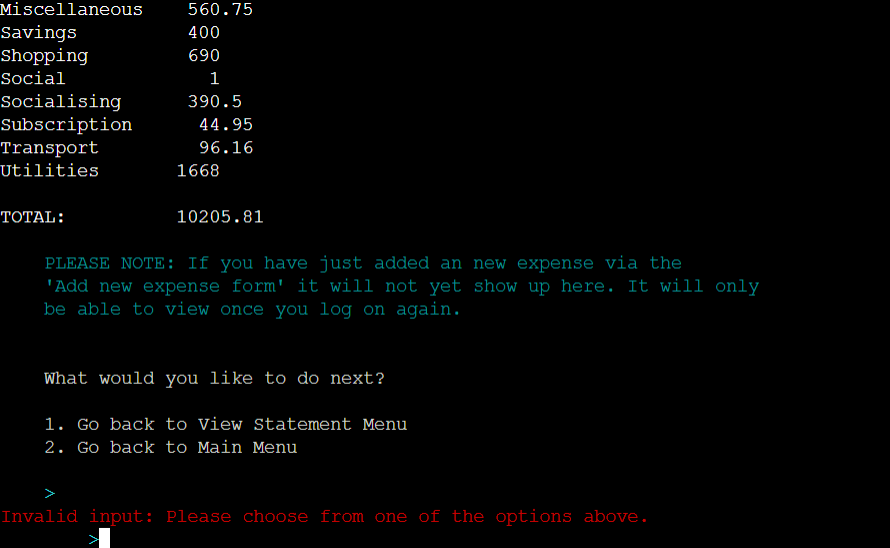 Miscellaneous    560.75
Savings          400
Shopping         690
Social             1
Socialising      390.5
Subscription      44.95
Transport         96.16
Utilities       1668
TOTAL:          10205.81
PLEASE NOTE: If you have just added an new expense via the
'Add new expense form' it will not yet show up here. It will only
be able to view once you log on again.
What would you like to do next?
1. Go back to View Statement Menu
2. Go back to Main Menu
>
Invalid input: Please choose from one of the options above.
>